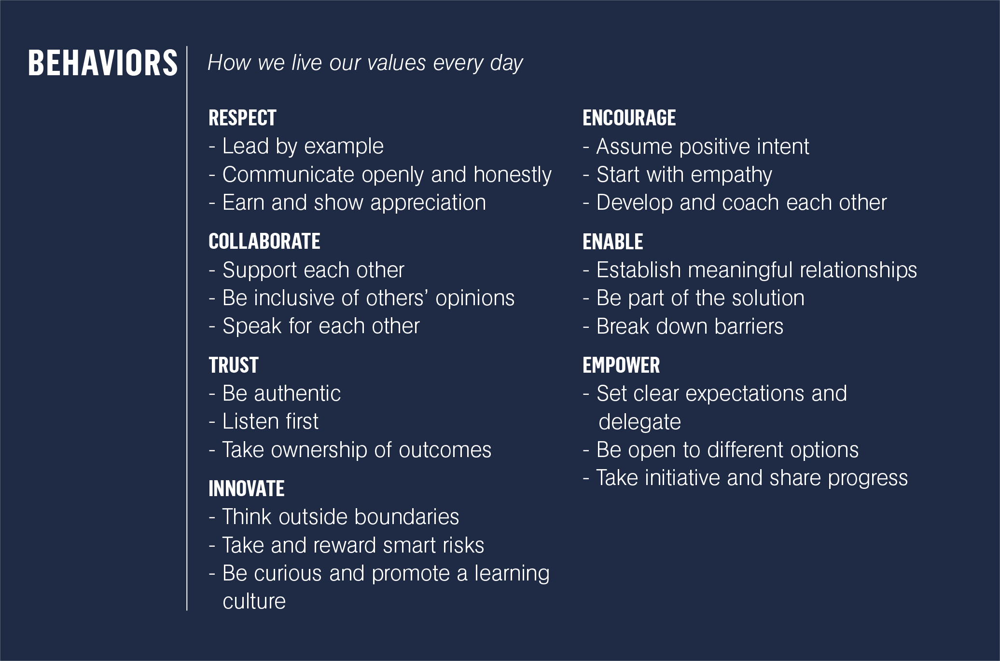 BEHAVIORS
How we live our values every day
RESPECT
- Lead by example
- Communicate openly and honestly
- Earn and show appreciation
COLLABORATE
- Support each other
- Be inclusive of others’ opinions
- Speak for each other
TRUST
- Be authentic
- Listen first
- Take ownership of outcomes
INNOVATE
- Think outside boundaries
- Take and reward smart risks
- Be curious and promote a learning
culture
ENCOURAGE
- Assume positive intent
- Start with empathy
- Develop and coach each other
ENABLE
- Establish meaningful relationships
- Be part of the solution
- Break down barriers
EMPOWER
- Set clear expectations and
delegate
- Be open to different options
- Take initiative and share progress